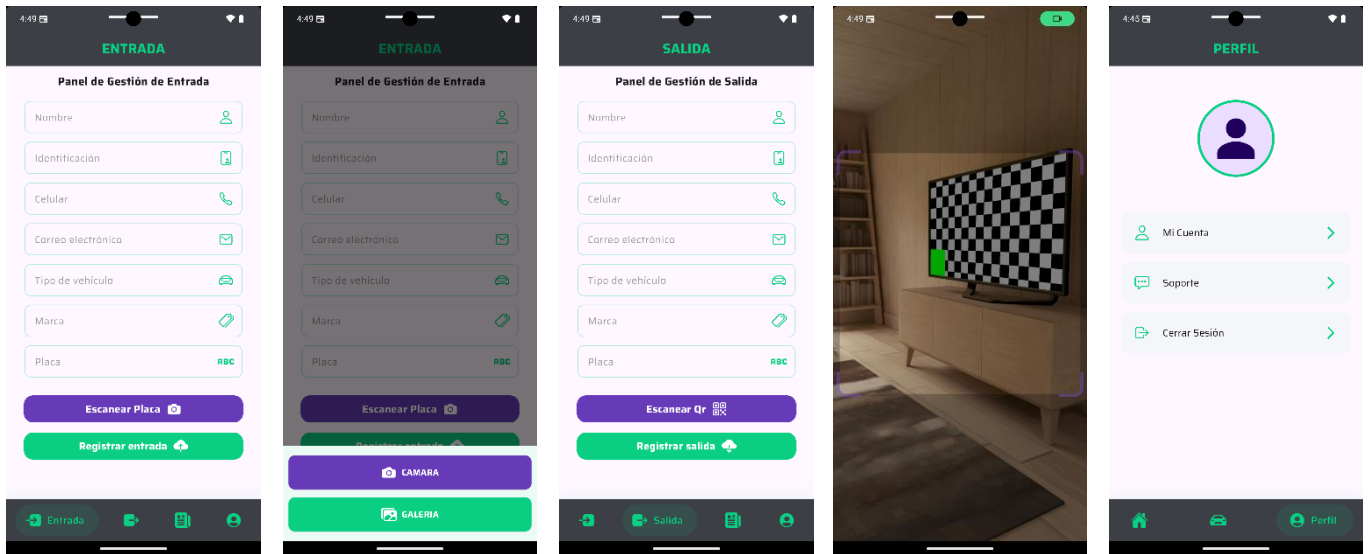 4:49
ENTRADA
Panel de Gestión de Entrada
Nombre
Identificación
Celular
Correo electrónico
Tipo de vehículo
Marca
Placa
ABC
Escanear Placa
Registrar entrada
Entrada
4:49
ENTRADA
Panel de Gestión de Entrada
Nombre
Identificación
Celular
Correo electrónico
Tipo de vehículo
Marca
Placa
ABC
Escanear Placa
Registrar entrada
CAMARA
GALERIA
4:49
SALIDA
Panel de Gestión de Salida
Nombre
Identificación
Celular
Correo electrónico
Tipo de vehículo
Marca
Placa
ABC
Escanear Qr
Registrar salida
Salida
4:49
4:45
PERFIL
Mi Cuenta
Soporte
Cerrar Sesión
Perfil